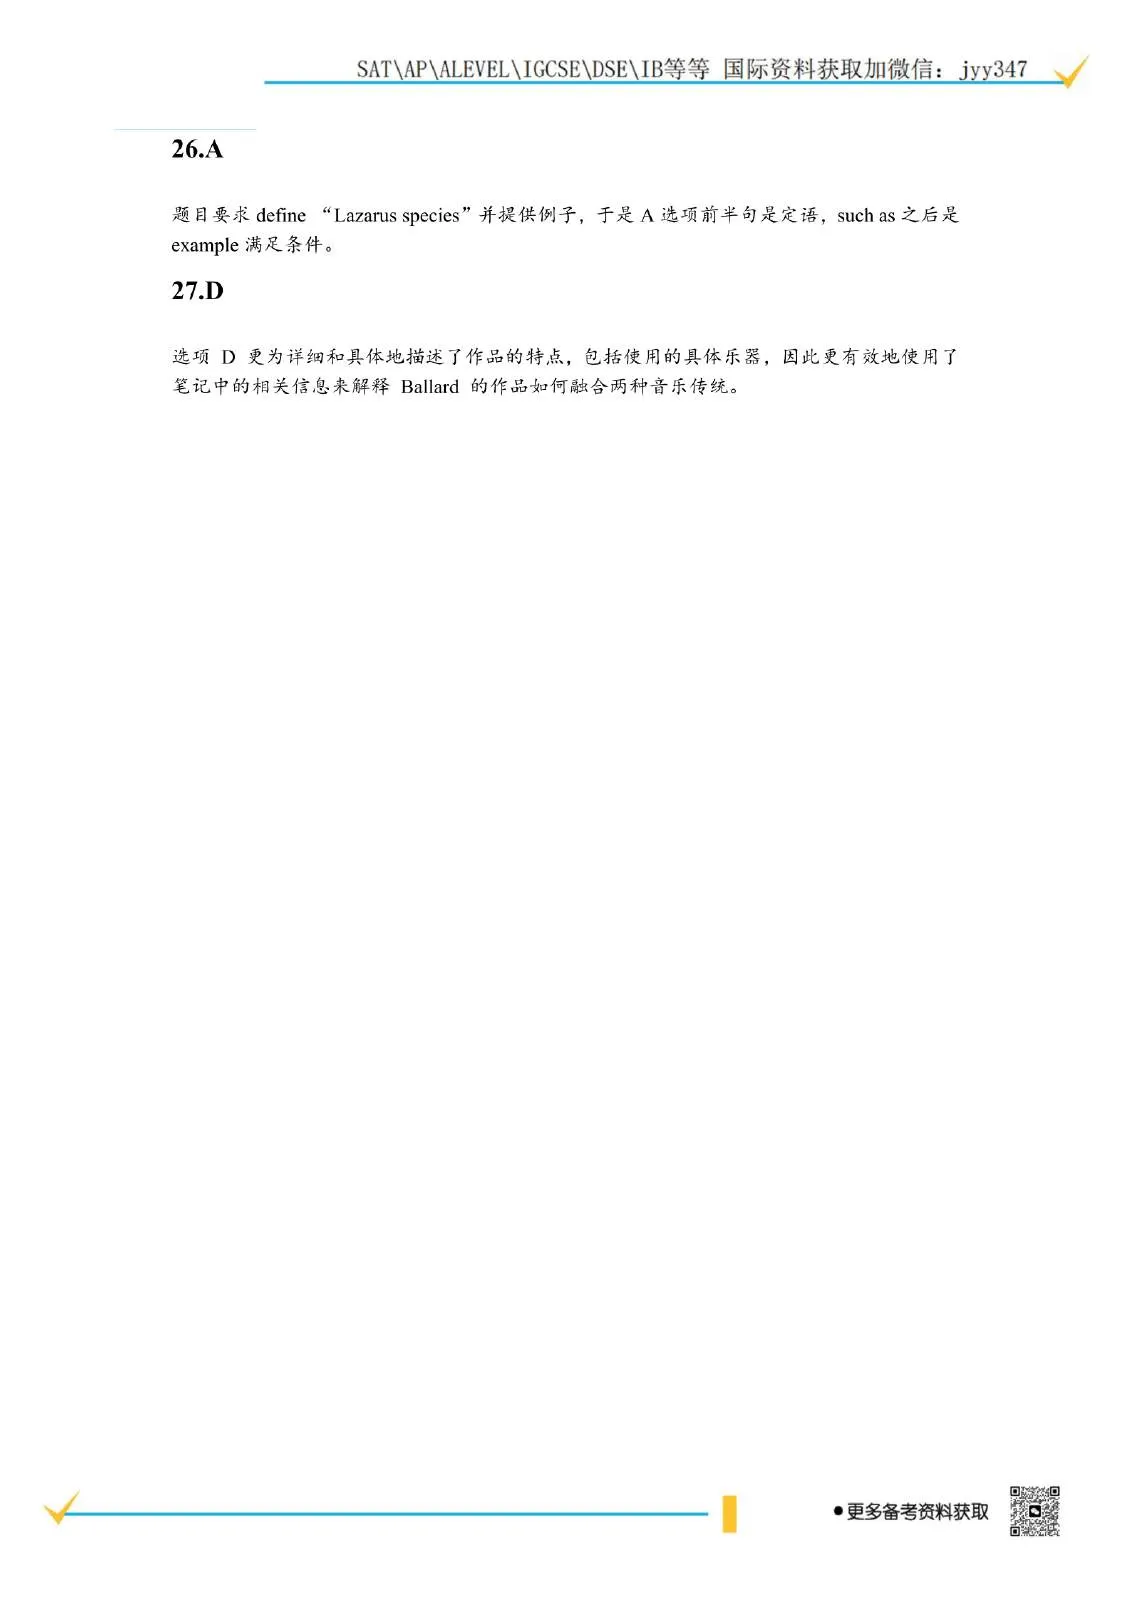 SAT\AP\ALEVEL\IGCSE\DSE\IB等等 国际资料获取加微信：jyy347
26.A
题目要求 define “Lazarus species”并提供例子，于是 A 选项前半句是定语，such as 之后是
example 满足条件。
27.D
选项 D 更为详细和具体地描述了作品的特点，包括使用的具体乐器，因此更有效地使用了
笔记中的相关信息来解释 Ballard 的作品如何融合两种音乐传统。
●更多备考资料获取